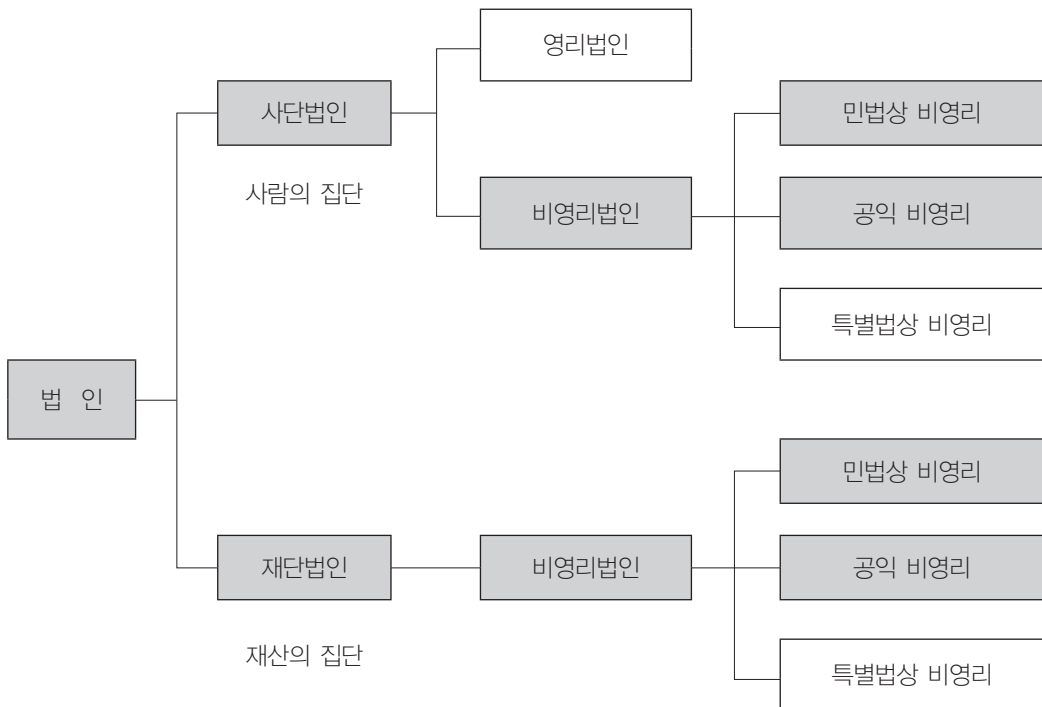 영리법인
사단법인
민법상 비영리
사람의 집단
비영리법인
공익 비영리
특별법상 비영리
법 인
민법상 비영리
재단법인
비영리법인
공익 비영리
재산의 집단
특별법상 비영리